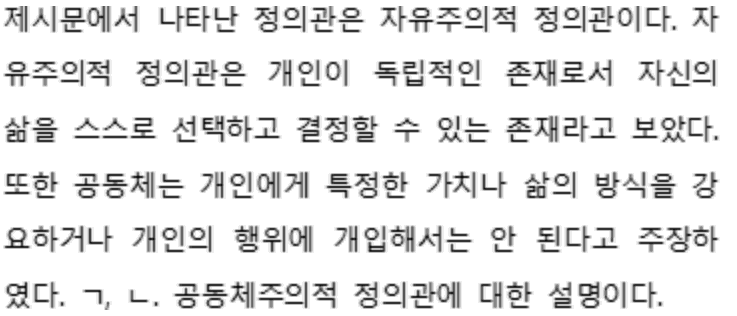 제시문에서 나타난 정의관은 자유주의적 정의관이다. 자
유주의적 정의관은 개인이 독립적인 존재로서 자신의
삶을 스스로 선택하고 결정할 수 있는 존재라고 보았다.
또한 공동체는 개인에게 특정한 가치나 삶의 방식을 강
요하거나 개인의 행위에 개입해서는 안 된다고 주장하
였다. ㄱ, ㄴ. 공동체주의적 정의관에 대한 설명이다.